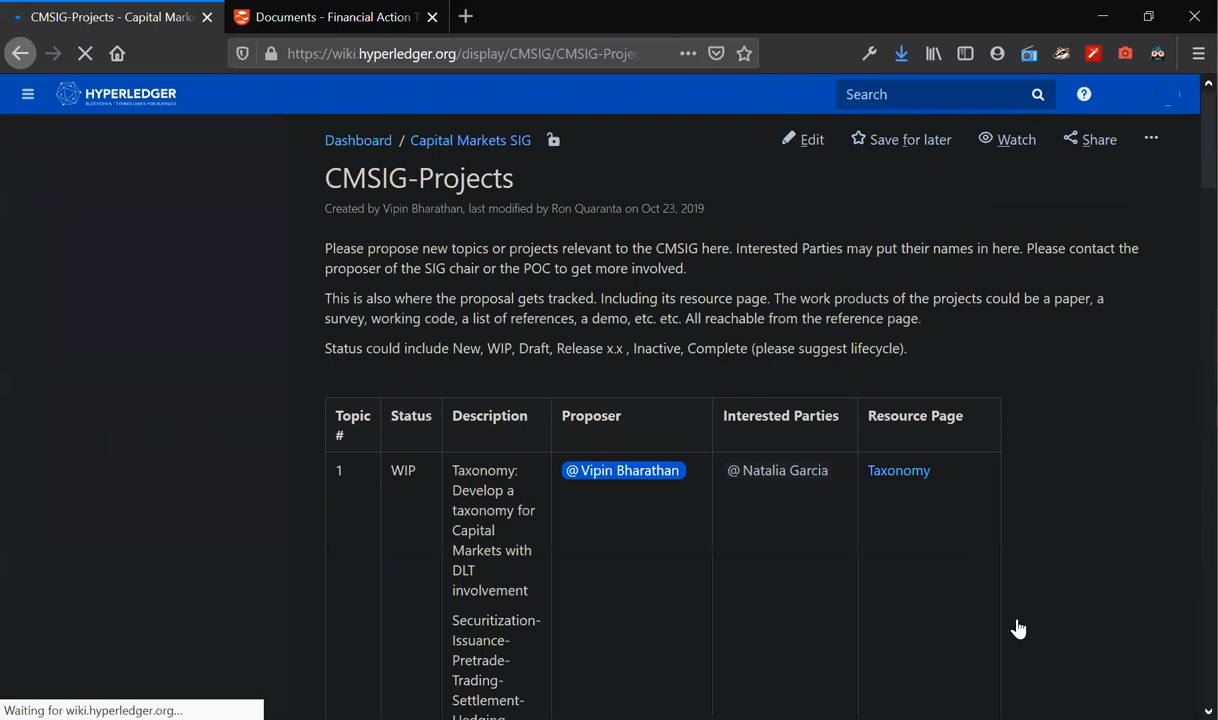 CMSIG-Projects - Capital Mark
Documents - Financial Action T
https://wiki.hyperledger.org/display/CMSIG/CMSIG-Projec
HYPERLEDGER
BLOCKCHAIN TECHNOLOGIES FOR BUSINESS
Search
Dashboard / Capital Markets SIG
Edit Save for later Watch Share
CMSIG-Projects
Created by Vipin Bharathan, last modified by Ron Quaranta on Oct 23, 2019
Please propose new topics or projects relevant to the CMSIG here. Interested Parties may put their names in here. Please contact the
proposer of the SIG chair or the POC to get more involved.
This is also where the proposal gets tracked. Including its resource page. The work products of the projects could be a paper, a
survey, working code, a list of references, a demo, etc. etc. All reachable from the reference page.
Status could include New, WIP, Draft, Release x.x , Inactive, Complete (please suggest lifecycle).
Topic # Status Description Proposer Interested Parties Resource Page
1 WIP Taxonomy: @Vipin Bharathan @Natalia Garcia Taxonomy
Develop a
taxonomy for
Capital
Markets with
DLT
involvement
Securitization-
Issuance-
Pretrade-
Trading-
Settlement-
Hedging
Waiting for wiki.hyperledger.org...